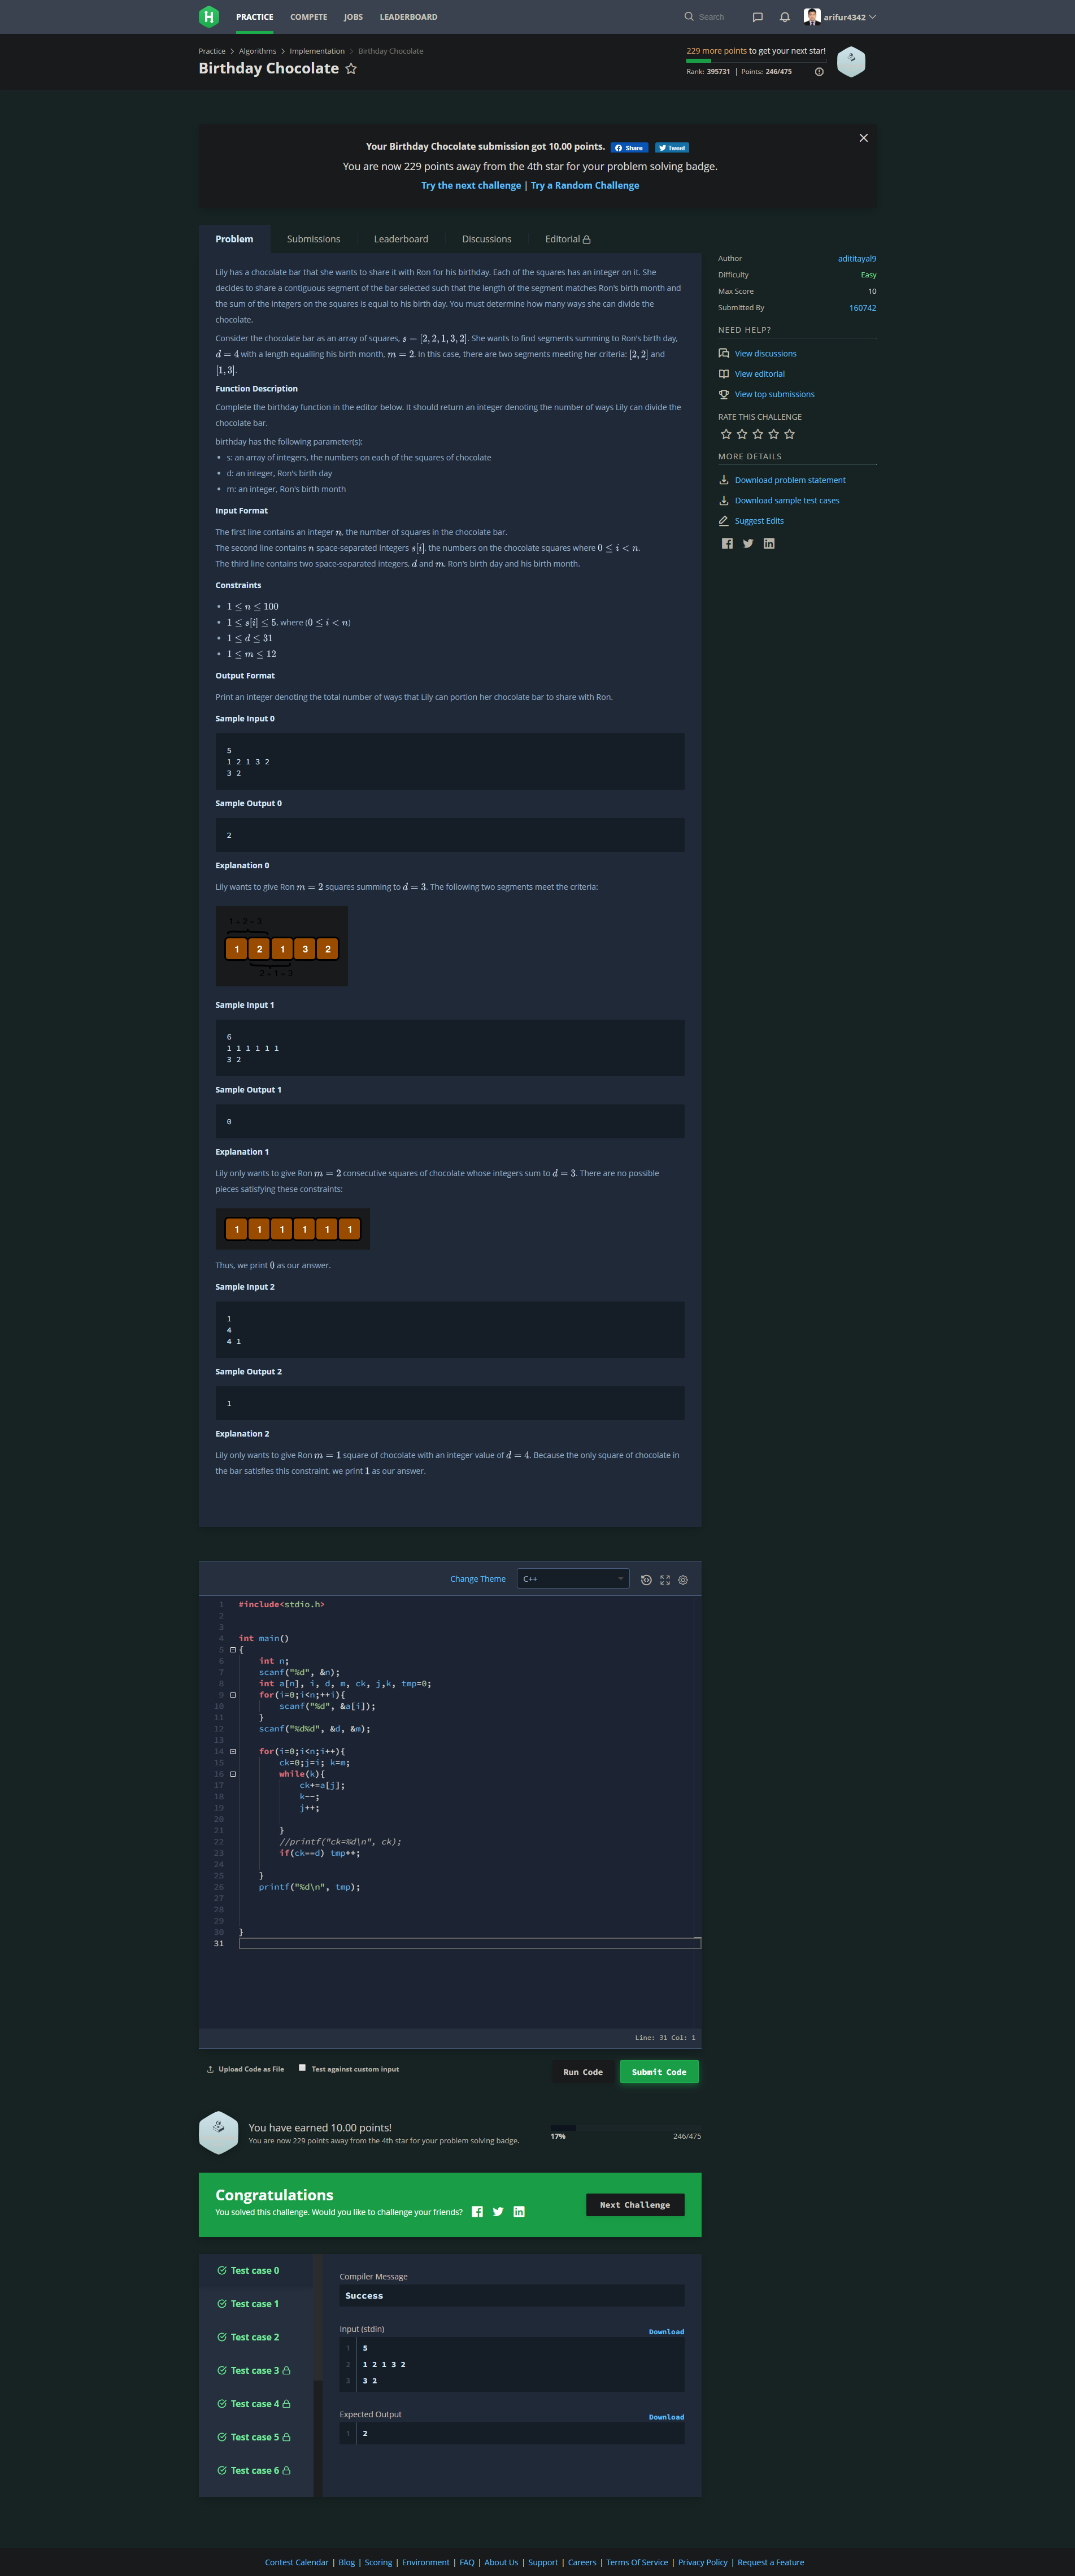 PRACTICE COMPETE JOBS LEADERBOARD Search arifur4342
Practice Algorithms Implementation Birthday Chocolate
Birthday Chocolate
229 more points to get your next star!
Rank: 395731 | Points: 246/475
Your Birthday Chocolate submission got 10.00 points. Share Tweet
You are now 229 points away from the 4th star for your problem solving badge.
Try the next challenge | Try a Random Challenge
Problem Submissions Leaderboard Discussions Editorial
Lily has a chocolate bar that she wants to share it with Ron for his birthday. Each of the squares has an integer on it. She
decides to share a contiguous segment of the bar selected such that the length of the segment matches Ron's birth month and
the sum of the integers on the squares is equal to his birth day. You must determine how many ways she can divide the
chocolate.
Consider the chocolate bar as an array of squares, s = [2, 2, 1, 3, 2]. She wants to find segments summing to Ron's birth day,
d = 4 with a length equalling his birth month, m = 2. In this case, there are two segments meeting her criteria: [2, 2] and
[1, 3].
Function Description
Complete the birthday function in the editor below. It should return an integer denoting the number of ways Lily can divide the
chocolate bar.
birthday has the following parameter(s):
• s: an array of integers, the numbers on each of the squares of chocolate
• d: an integer, Ron's birth day
• m: an integer, Ron's birth month
Input Format
The first line contains an integer n, the number of squares in the chocolate bar.
The second line contains n space-separated integers s[i], the numbers on the chocolate squares where 0 ≤ i < n.
The third line contains two space-separated integers, d and m, Ron's birth day and his birth month.
Constraints
• 1 ≤ n ≤ 100
• 1 ≤ s[i] ≤ 5, where (0 ≤ i < n)
• 1 ≤ d ≤ 31
• 1 ≤ m ≤ 12
Output Format
Print an integer denoting the total number of ways that Lily can portion her chocolate bar to share with Ron.
Sample Input 0
5
1 2 1 3 2
3 2
Sample Output 0
2
Explanation 0
Lily wants to give Ron m = 2 squares summing to d = 3. The following two segments meet the criteria:
1 + 2 = 3
1 2 1 3 2
2 + 1 = 3
Sample Input 1
6
1 1 1 1 1 1
3 2
Sample Output 1
0
Explanation 1
Lily only wants to give Ron m = 2 consecutive squares of chocolate whose integers sum to d = 3. There are no possible
pieces satisfying these constraints:
1 1 1 1 1 1
Thus, we print 0 as our answer.
Sample Input 2
1
4
4 1
Sample Output 2
1
Explanation 2
Lily only wants to give Ron m = 1 square of chocolate with an integer value of d = 4. Because the only square of chocolate in
the bar satisfies this constraint, we print 1 as our answer.
Author adititayal9
Difficulty Easy
Max Score 10
Submitted By 160742
NEED HELP?
View discussions
View editorial
View top submissions
RATE THIS CHALLENGE
MORE DETAILS
Download problem statement
Download sample test cases
Suggest Edits
Change Theme C++
1 #include<stdio.h>
2
3
4 int main()
5 {
6 int n;
7 scanf("%d", &n);
8 int a[n], i, d, m, ck, j,k, tmp=0;
9 for(i=0;i<n;++i){
10 scanf("%d", &a[i]);
11 }
12 scanf("%d%d", &d, &m);
13
14 for(i=0;i<n;i++){
15 ck=0;j=i; k=m;
16 while(k){
17 ck+=a[j];
18 k--;
19 j++;
20
21 }
22 //printf("ck=%d\n", ck);
23 if(ck==d) tmp++;
24
25 }
26 printf("%d\n", tmp);
27
28
29
30 }
31
Line: 31 Col: 1
Upload Code as File Test against custom input Run Code Submit Code
You have earned 10.00 points!
You are now 229 points away from the 4th star for your problem solving badge.
17% 246/475
Congratulations
You solved this challenge. Would you like to challenge your friends?
Next Challenge
Test case 0
Test case 1
Test case 2
Test case 3
Test case 4
Test case 5
Test case 6
Compiler Message
Success
Input (stdin) Download
1 5
2 1 2 1 3 2
3 3 2
Expected Output Download
1 2
Contest Calendar | Blog | Scoring | Environment | FAQ | About Us | Support | Careers | Terms Of Service | Privacy Policy | Request a Feature